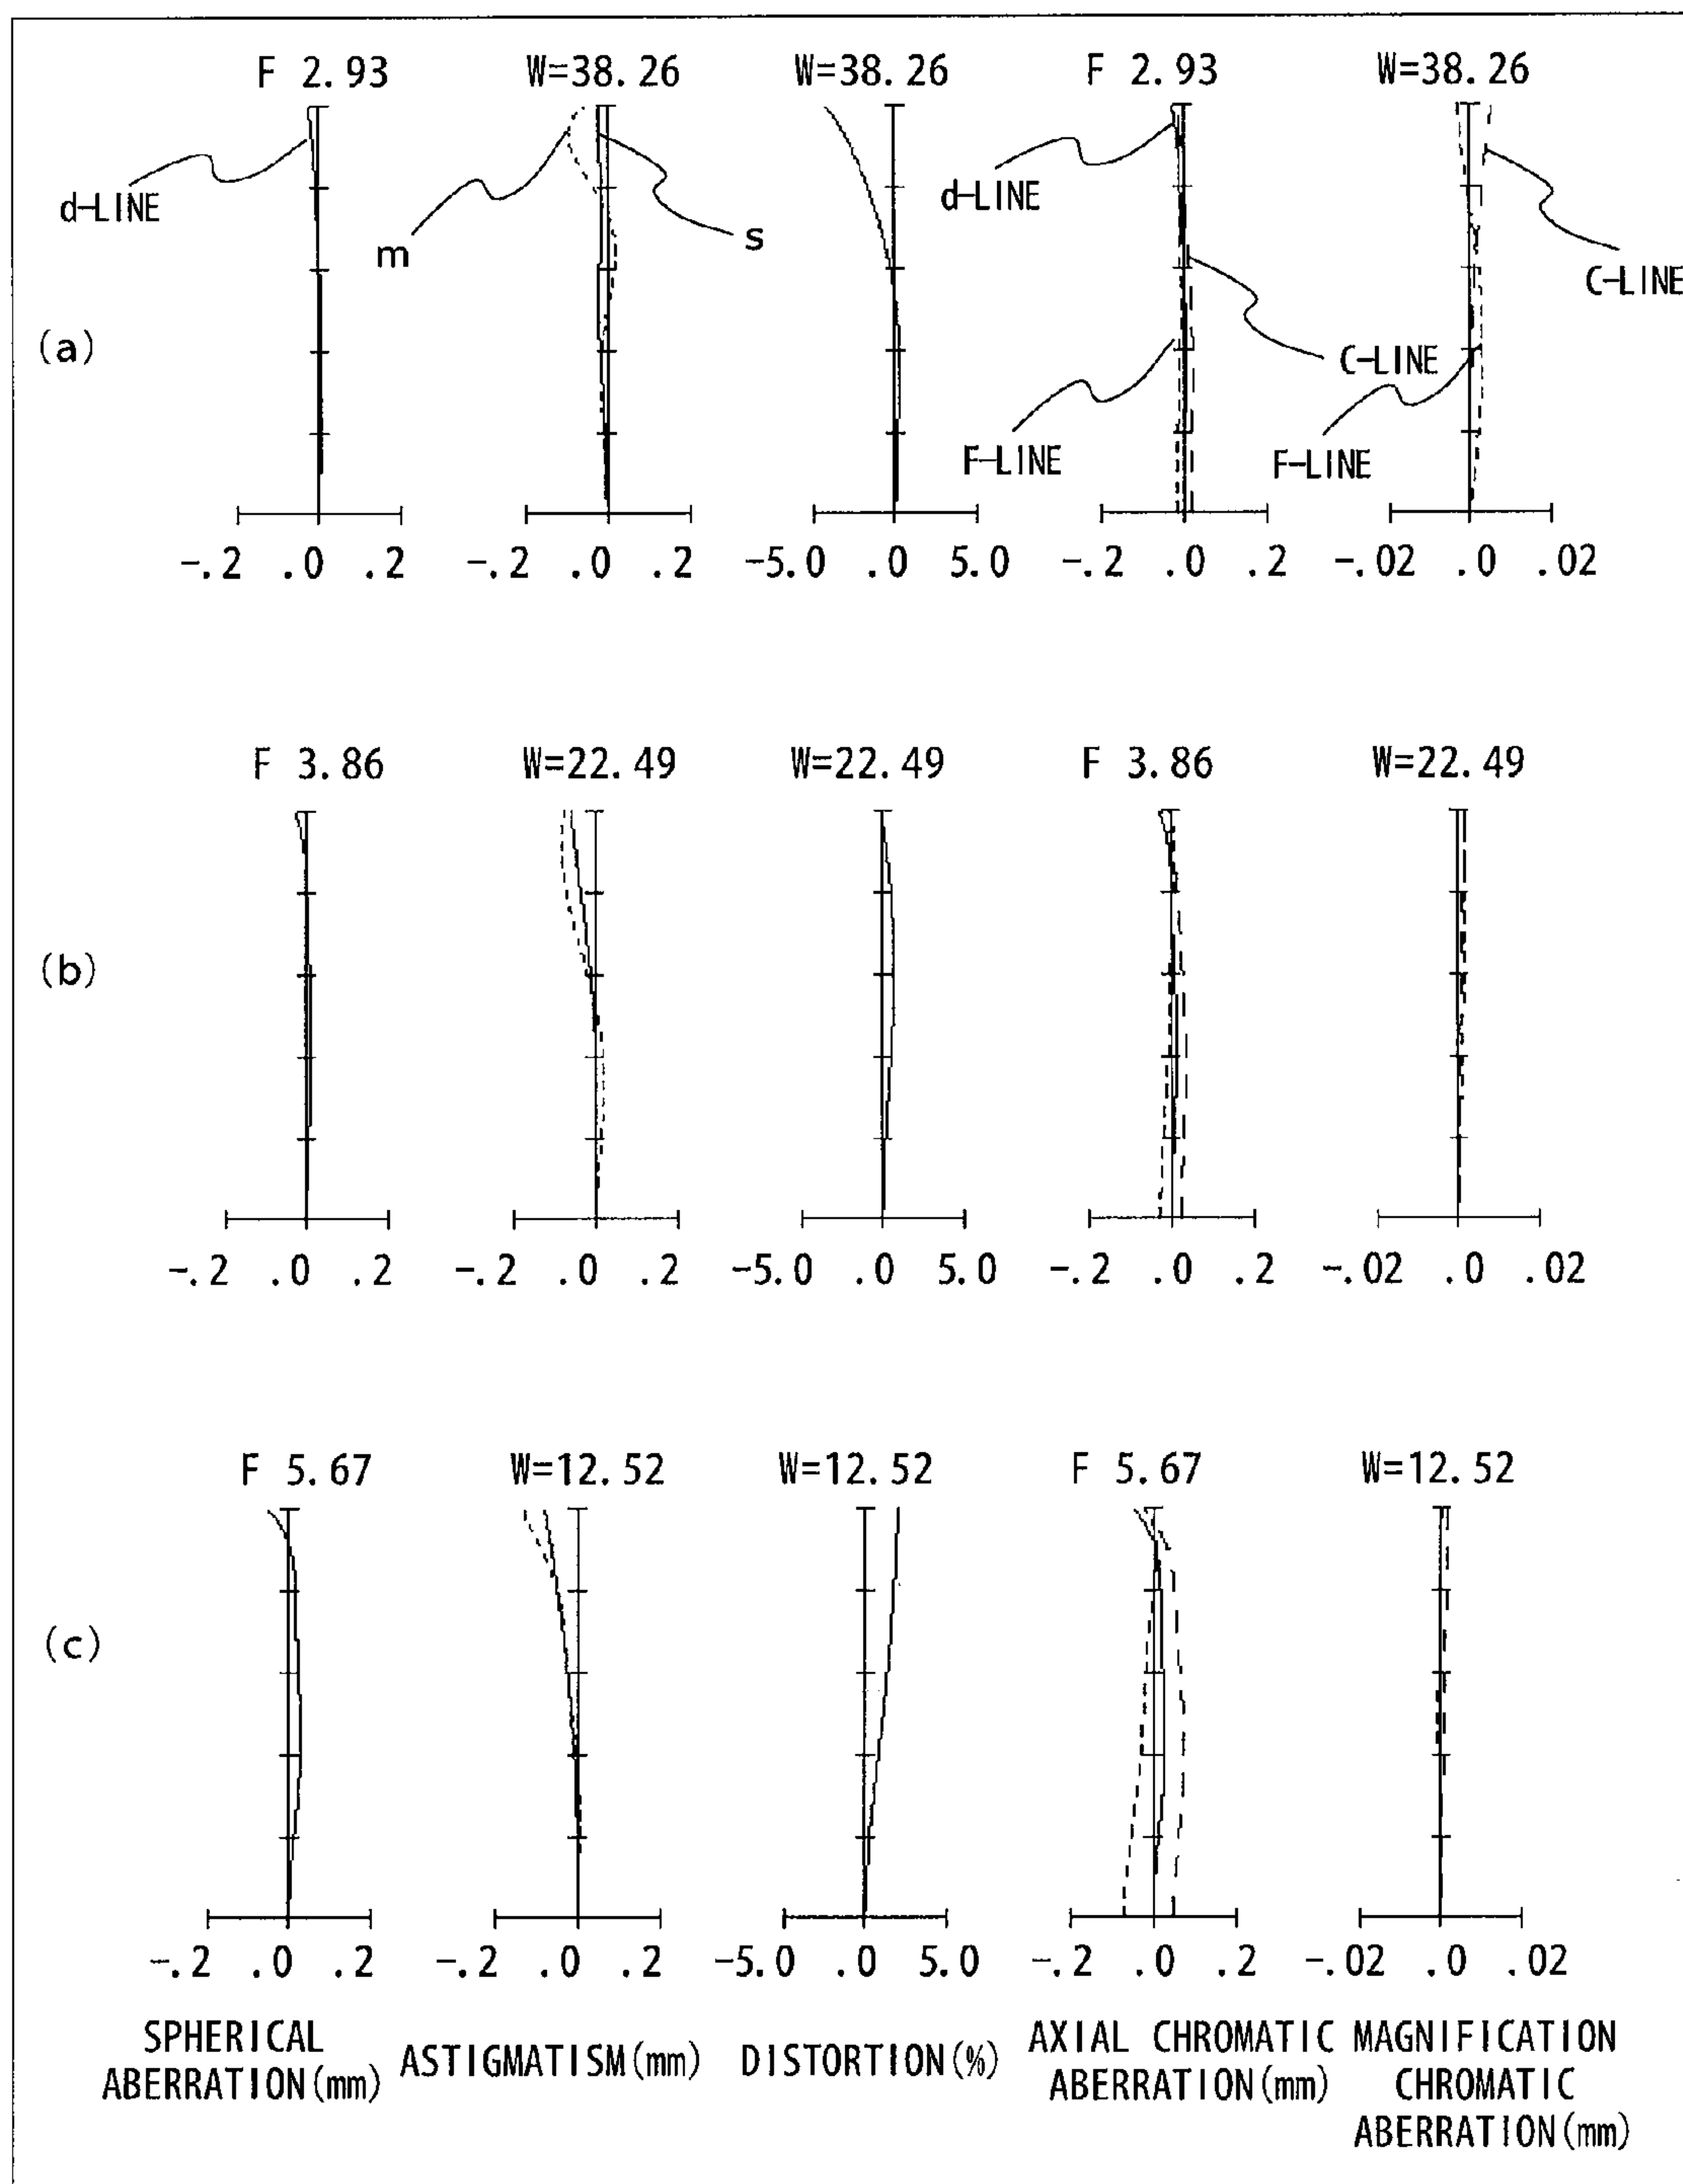 F 2.93 W=38.26 W=38.26 F 2.93 W=38.26
d-LINE
m
s
d-LINE
C-LINE
(a)
C-LINE
F-LINE
F-LINE
-.2 .0 .2 -.2 .0 .2 -5.0 .0 5.0 -.2 .0 .2 -.02 .0 .02
F 3.86 W=22.49 W=22.49 F 3.86 W=22.49
(b)
-.2 .0 .2 -.2 .0 .2 -5.0 .0 5.0 -.2 .0 .2 -.02 .0 .02
F 5.67 W=12.52 W=12.52 F 5.67 W=12.52
(c)
-.2 .0 .2 -.2 .0 .2 -5.0 .0 5.0 -.2 .0 .2 -.02 .0 .02
SPHERICAL
ABERRATION(mm)
ASTIGMATISM(mm)
DISTORTION(%)
AXIAL CHROMATIC
ABERRATION(mm)
MAGNIFICATION
CHROMATIC
ABERRATION(mm)